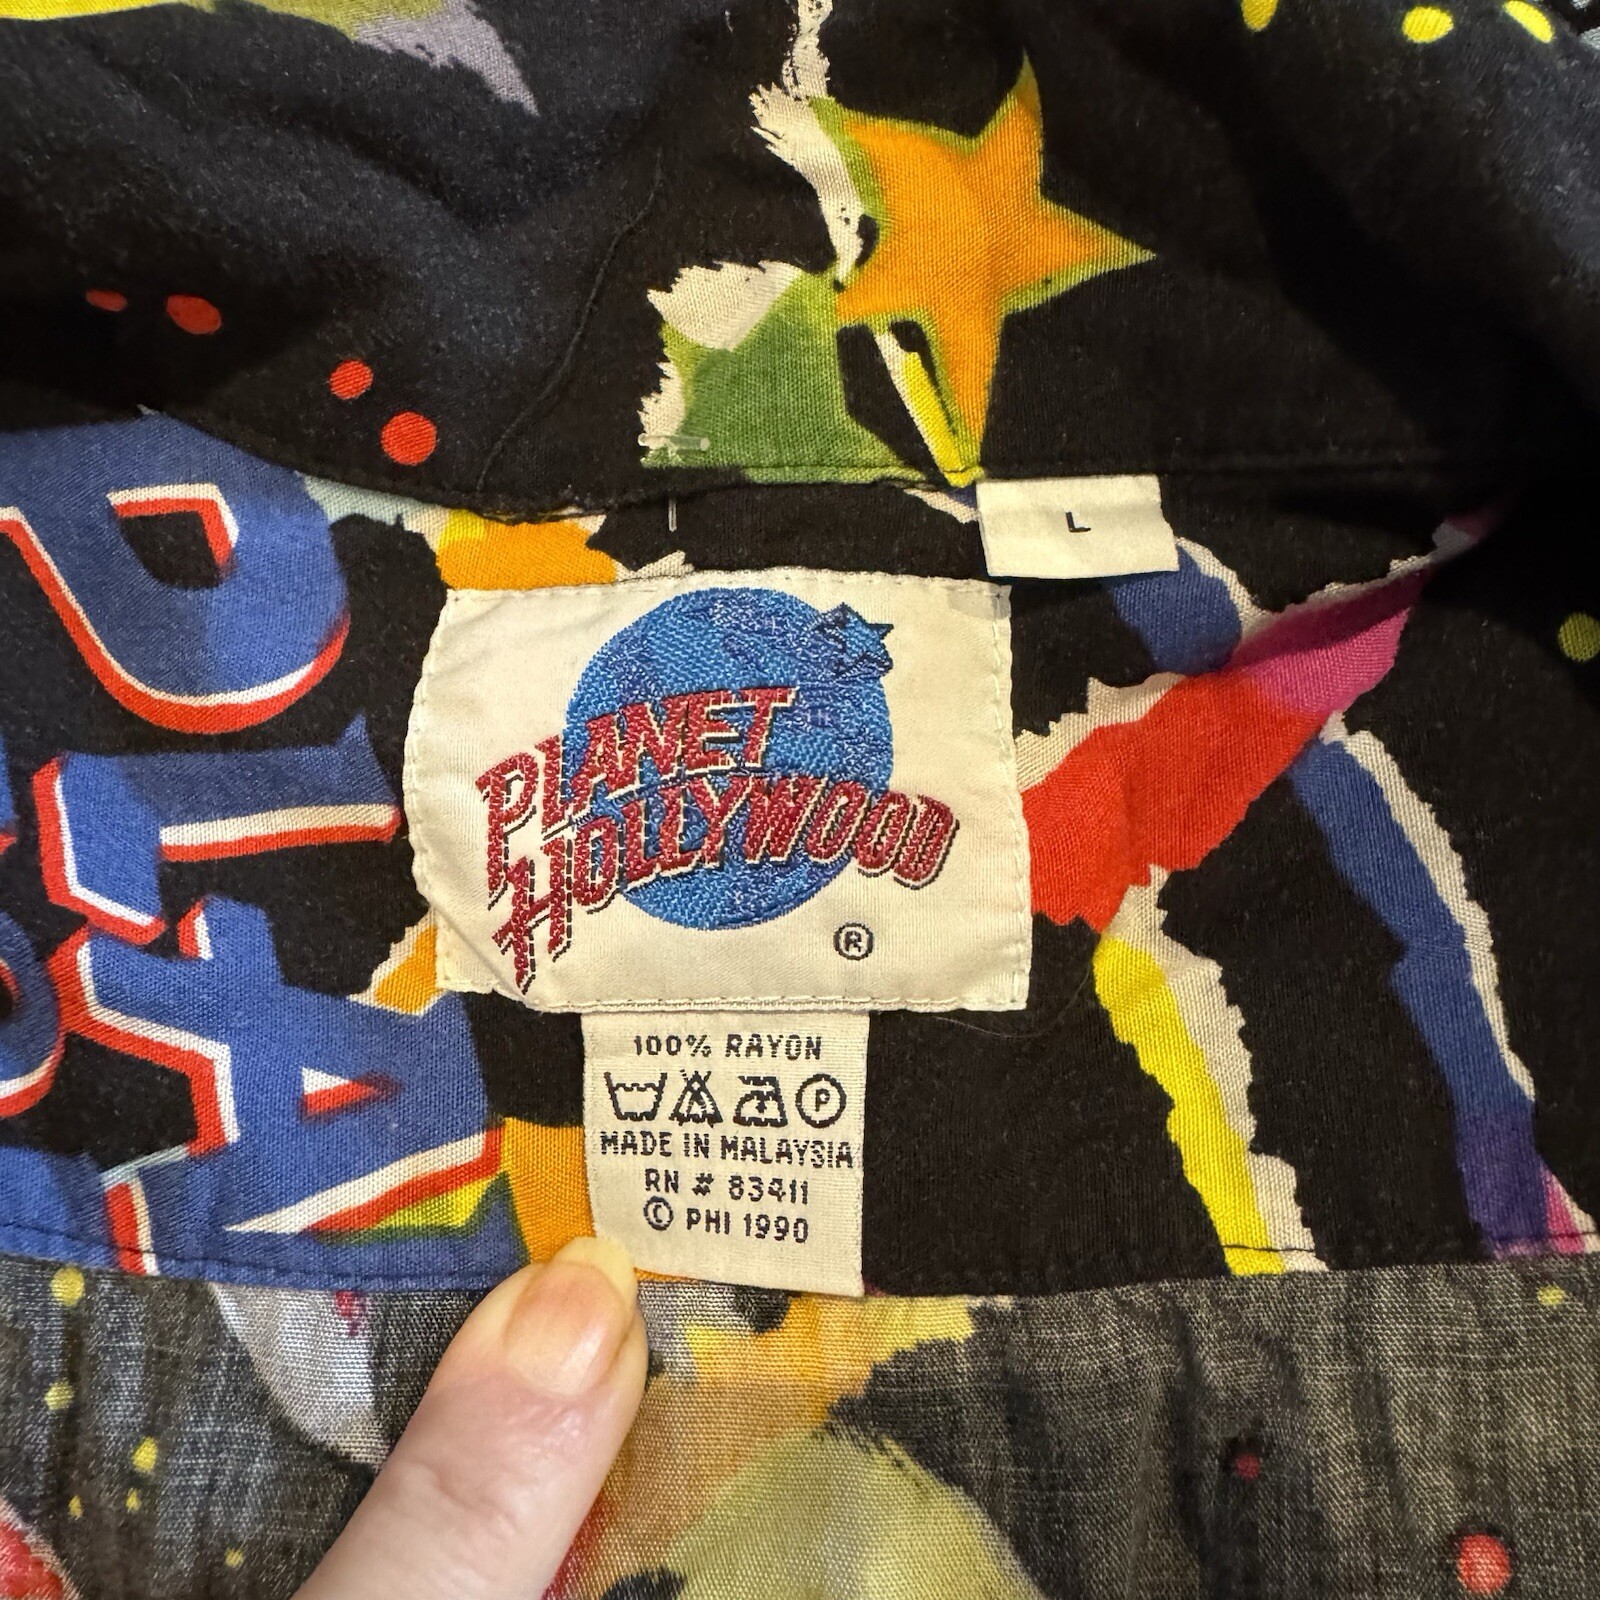 L
PLANET
HOLLYWOOD
®
100% RAYON
P
MADE IN MALAYSIA
RN # 83411
© PHI 1990